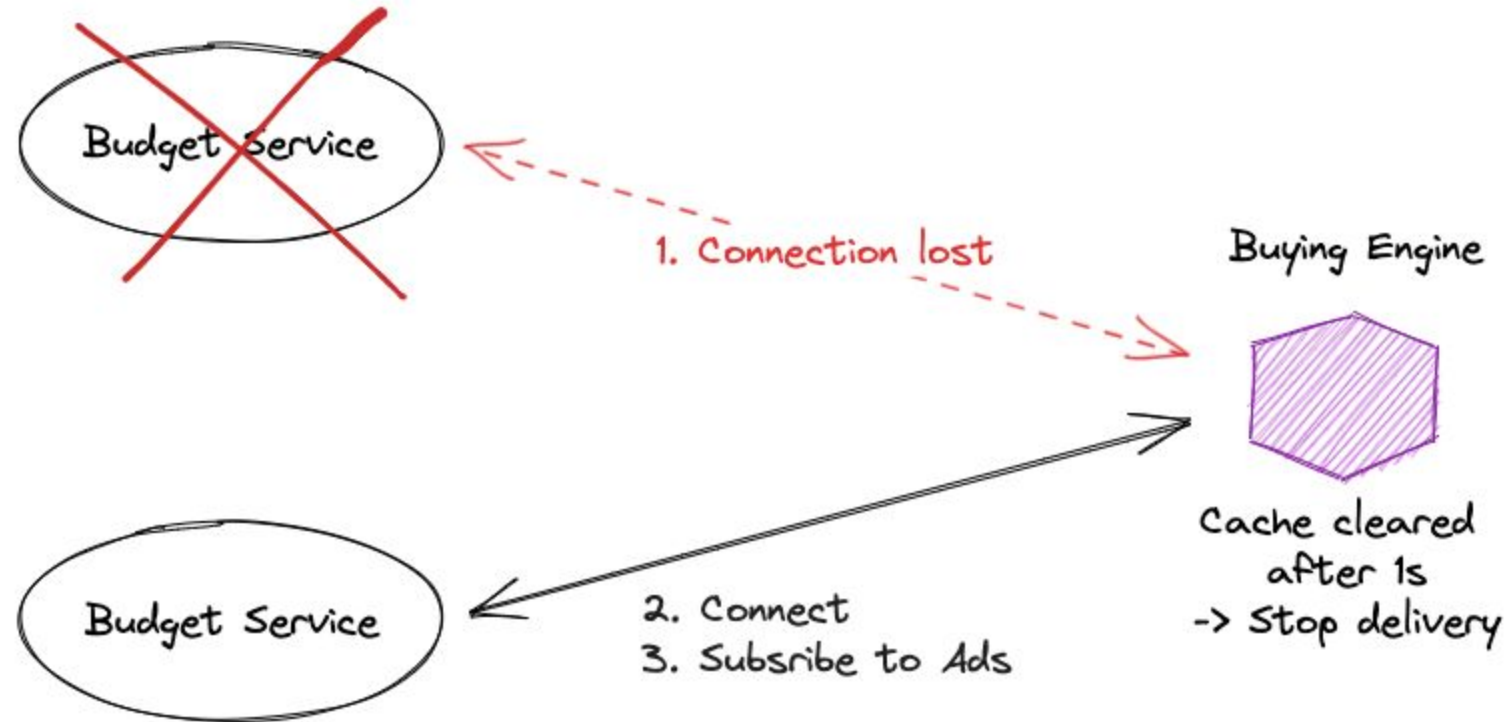 Budget Service
1. Connection lost
Buying Engine
Cache cleared
after 1s
-> Stop delivery
Budget Service
2. Connect
3. Subsribe to Ads